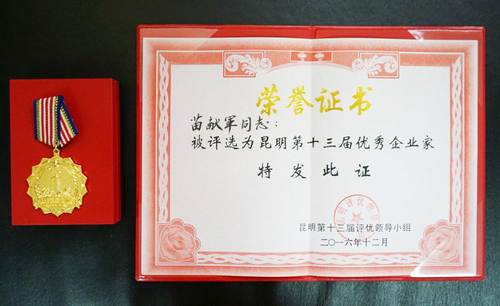 荣誉证书
苗献军同志:
被评选为昆明第十三届优秀企业家
特发此证
昆明第十三届评优领导小组
二〇一六年十二月